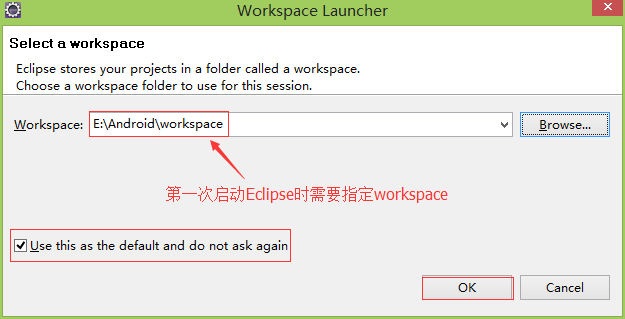 Workspace Launcher
Select a workspace
Eclipse stores your projects in a folder called a workspace.
Choose a workspace folder to use for this session.
Workspace: E:\Android\workspace Browse...
第一次启动Eclipse时需要指定workspace
Use this as the default and do not ask again
OK Cancel